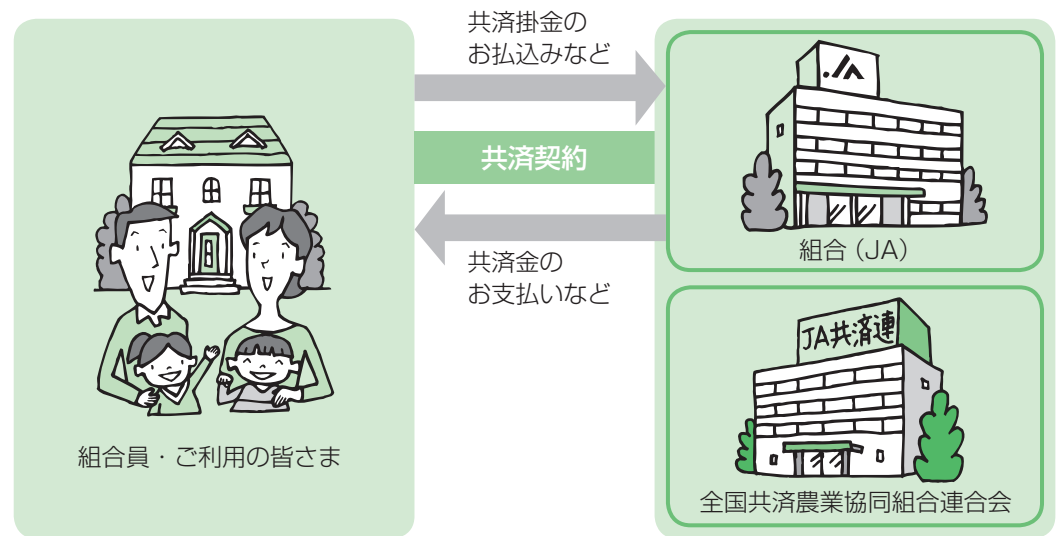 共済掛金の
お払込みなど
共済契約
共済金の
お支払いなど
組合員・ご利用の皆さま
JA
組合（JA）
JA共済連
全国共済農業協同組合連合会